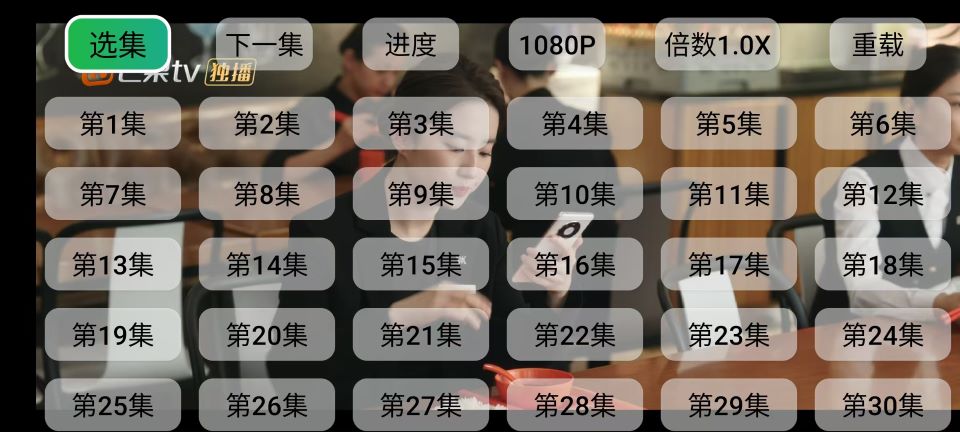 选集 下一集 进度 1080P 倍数1.0X 重载
芒果tv 独播
第1集 第2集 第3集 第4集 第5集 第6集
第7集 第8集 第9集 第10集 第11集 第12集
第13集 第14集 第15集 第16集 第17集 第18集
第19集 第20集 第21集 第22集 第23集 第24集
第25集 第26集 第27集 第28集 第29集 第30集